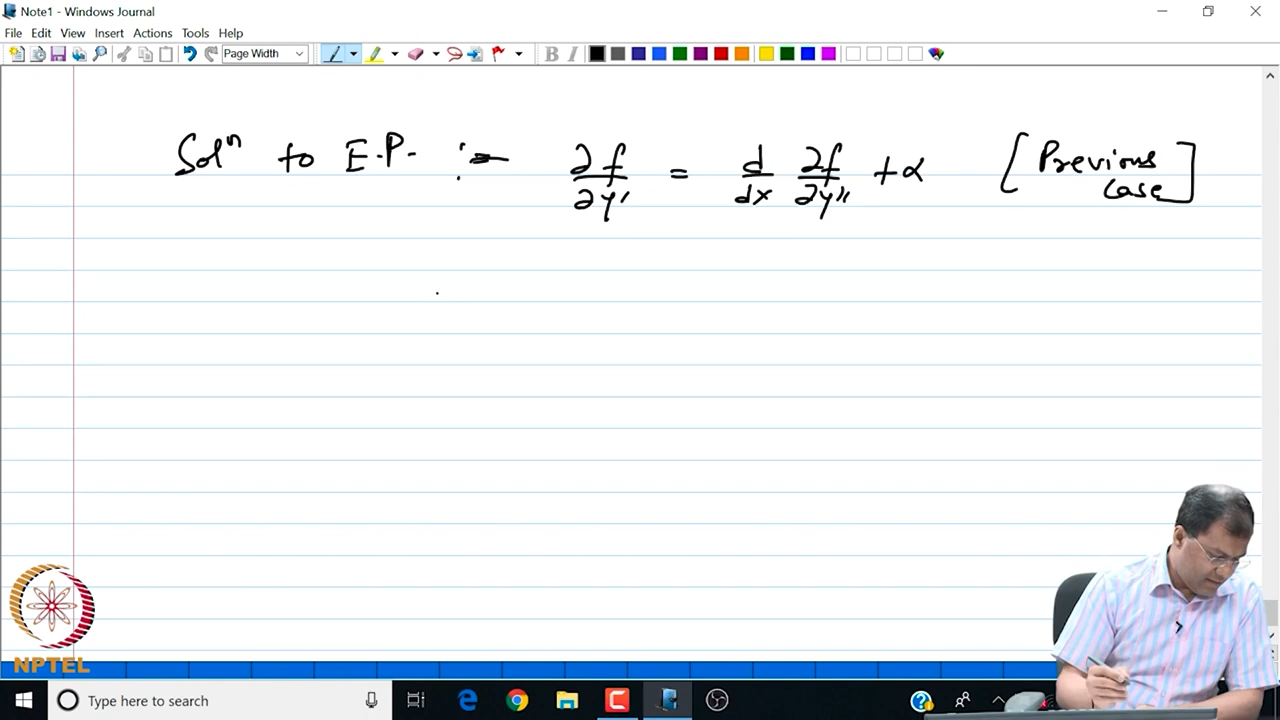 Note1 - Windows Journal
File Edit View Insert Actions Tools Help
Page Width B I
Solⁿ to E.P. :- ∂f/∂y' = d/dx ∂f/∂y'' + α [Previous case]
NPTEL
Type here to search